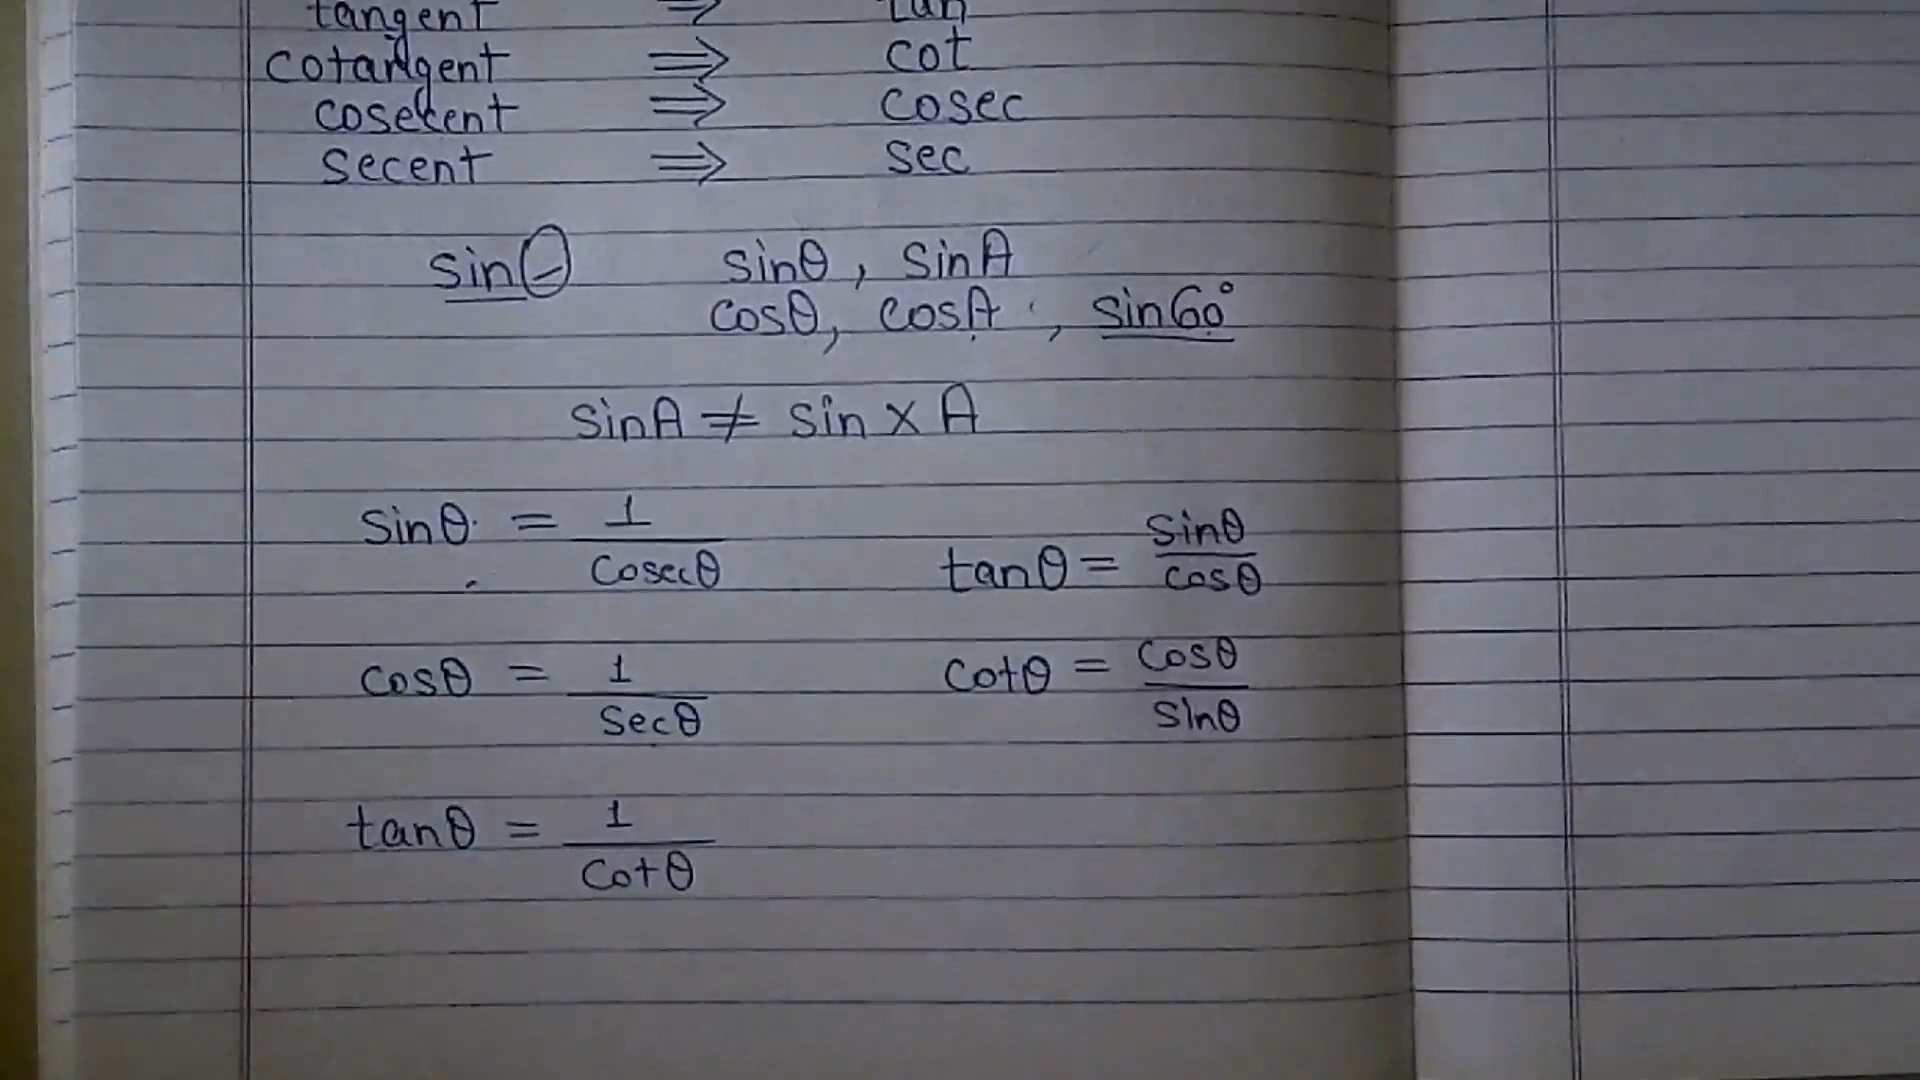 tangent ⇒ tan
cotangent ⇒ cot
cosecent ⇒ cosec
secent ⇒ sec
sinθ sinθ, sinA
cosθ, cosA, sin60°
sinA ≠ sin × A
sinθ = 1/cosecθ tanθ = sinθ/cosθ
cosθ = 1/secθ cotθ = cosθ/sinθ
tanθ = 1/cotθ